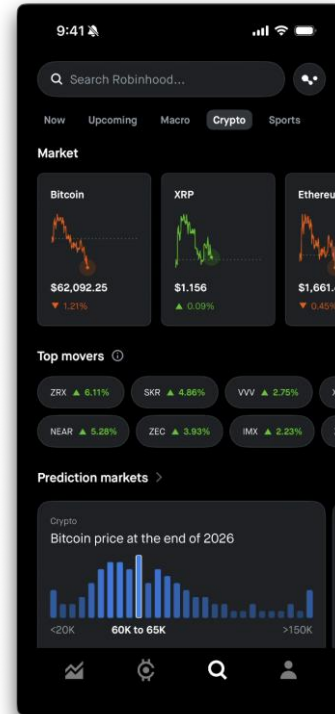 9:41
Search Robinhood...
Now Upcoming Macro Crypto Sports
Market
Bitcoin XRP
$62,092.25 $1.156
▼ 1.21% ▲ 0.09% ▼ 0.45%
Top movers
ZRX ▲ 6.11% SKR ▲ 4.86% VVV ▲ 2.75%
NEAR ▲ 5.28% ZEC ▲ 3.93% IMX ▲ 2.23%
Prediction markets >
Crypto
Bitcoin price at the end of 2026
<20K 60K to 65K >150K